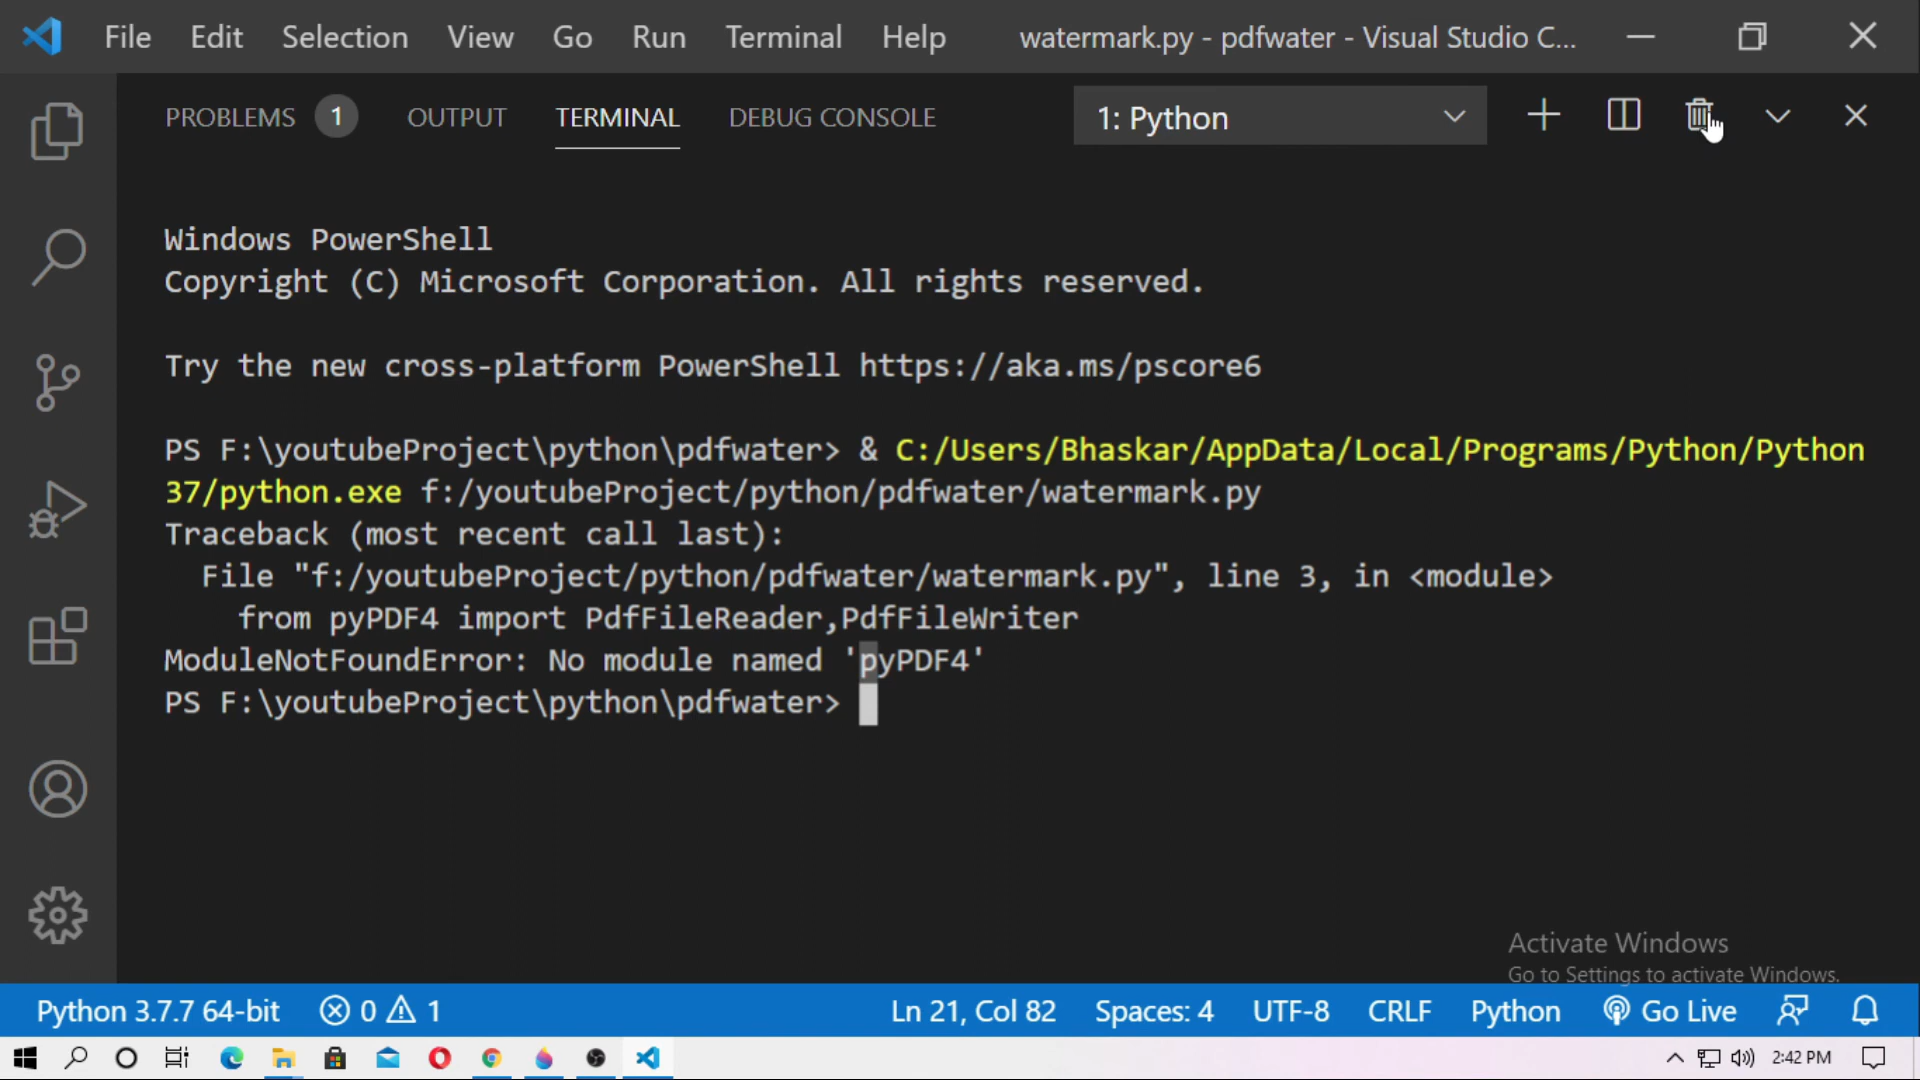 File Edit Selection View Go Run Terminal Help watermark.py - pdfwater - Visual Studio C...
PROBLEMS 1 OUTPUT TERMINAL DEBUG CONSOLE 1: Python
Windows PowerShell
Copyright (C) Microsoft Corporation. All rights reserved.
Try the new cross-platform PowerShell https://aka.ms/pscore6
PS F:\youtubeProject\python\pdfwater> & C:/Users/Bhaskar/AppData/Local/Programs/Python/Python
37/python.exe f:/youtubeProject/python/pdfwater/watermark.py
Traceback (most recent call last):
File "f:/youtubeProject/python/pdfwater/watermark.py", line 3, in <module>
from pyPDF4 import PdfFileReader,PdfFileWriter
ModuleNotFoundError: No module named 'pyPDF4'
PS F:\youtubeProject\python\pdfwater>
Activate Windows
Go to Settings to activate Windows.
Python 3.7.7 64-bit 0 1 Ln 21, Col 82 Spaces: 4 UTF-8 CRLF Python Go Live
2:42 PM